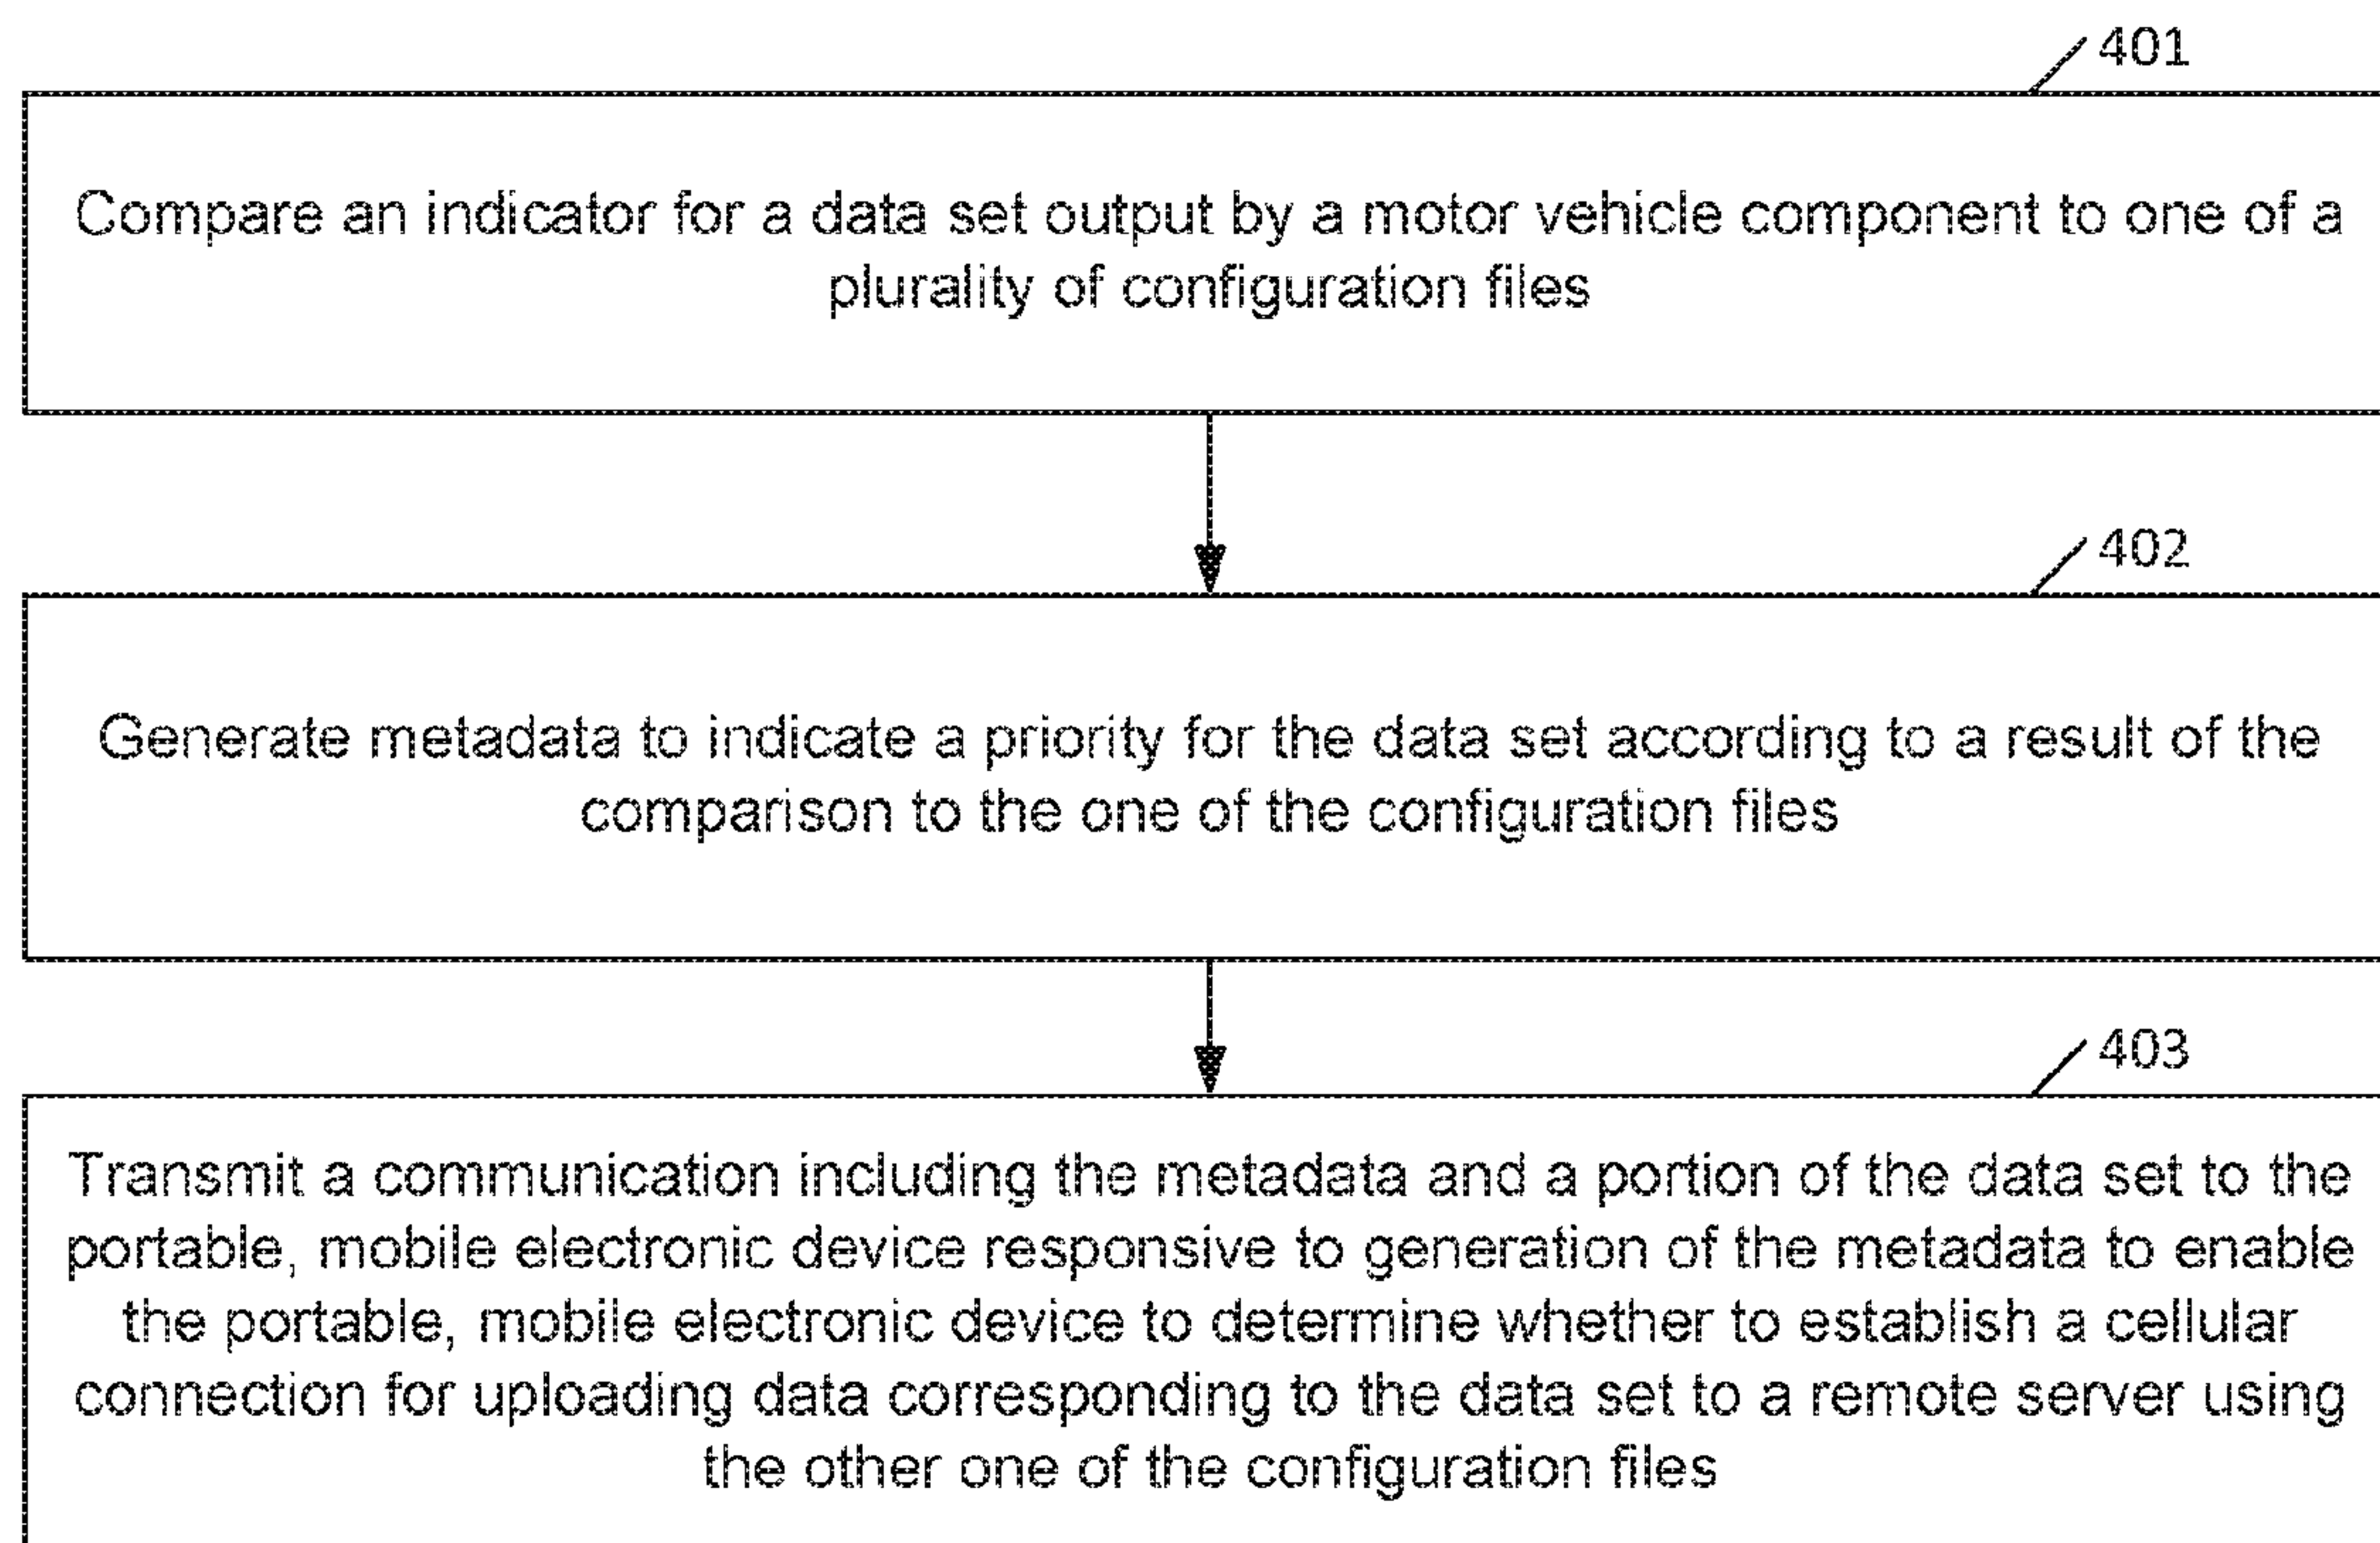 401
Compare an indicator for a data set output by a motor vehicle component to one of a
plurality of configuration files
402
Generate metadata to indicate a priority for the data set according to a result of the
comparison to the one of the configuration files
403
Transmit a communication including the metadata and a portion of the data set to the
portable, mobile electronic device responsive to generation of the metadata to enable
the portable, mobile electronic device to determine whether to establish a cellular
connection for uploading data corresponding to the data set to a remote server using
the other one of the configuration files